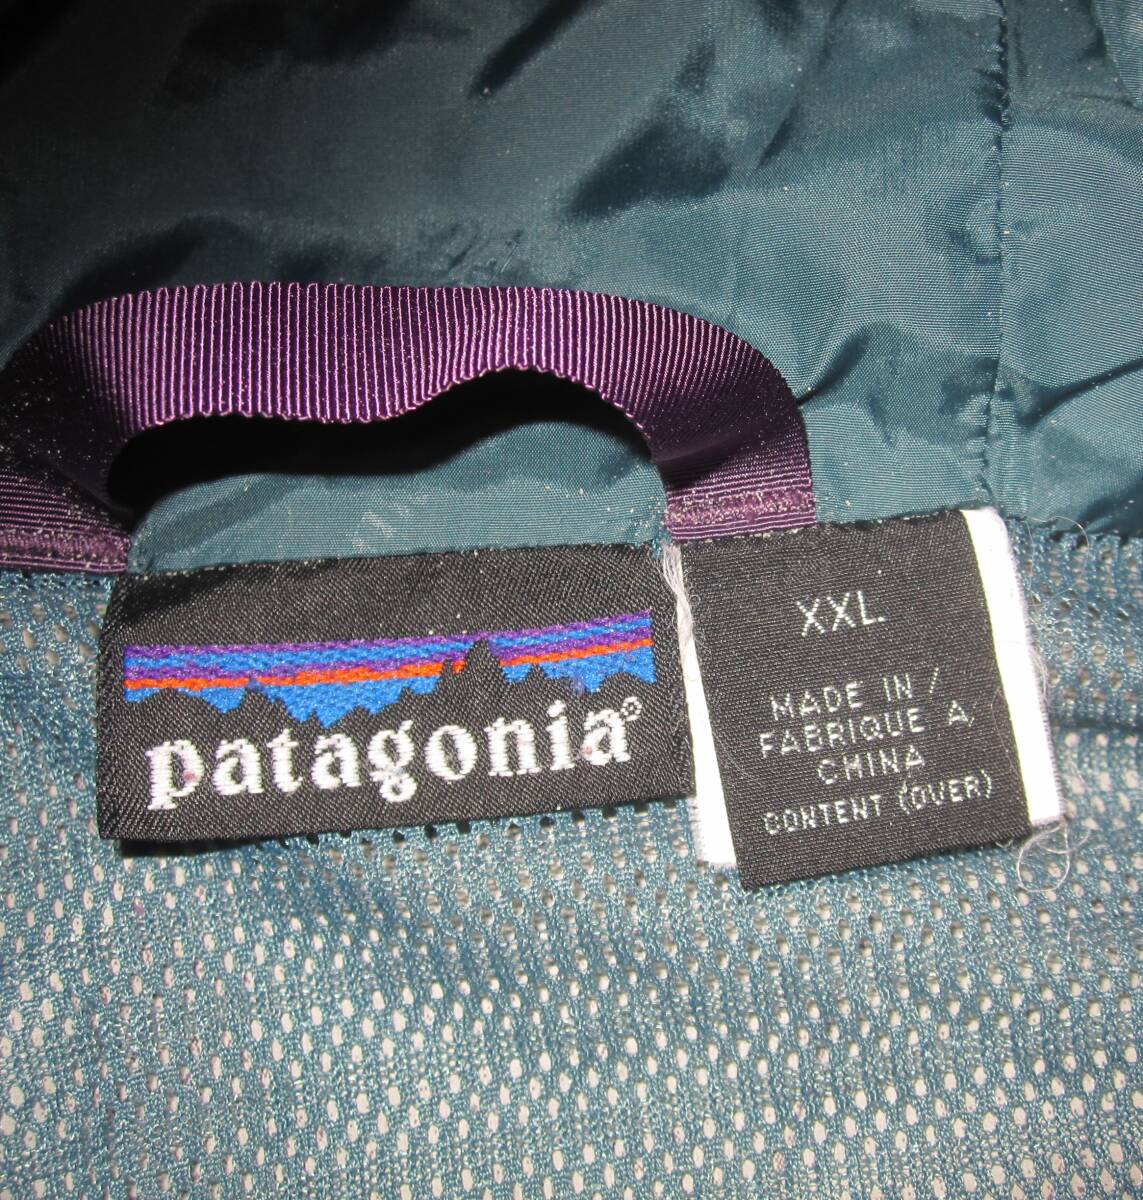 patagonia®
XXL
MADE IN /
FABRIQUE A
CHINA
CONTENT (OVER)